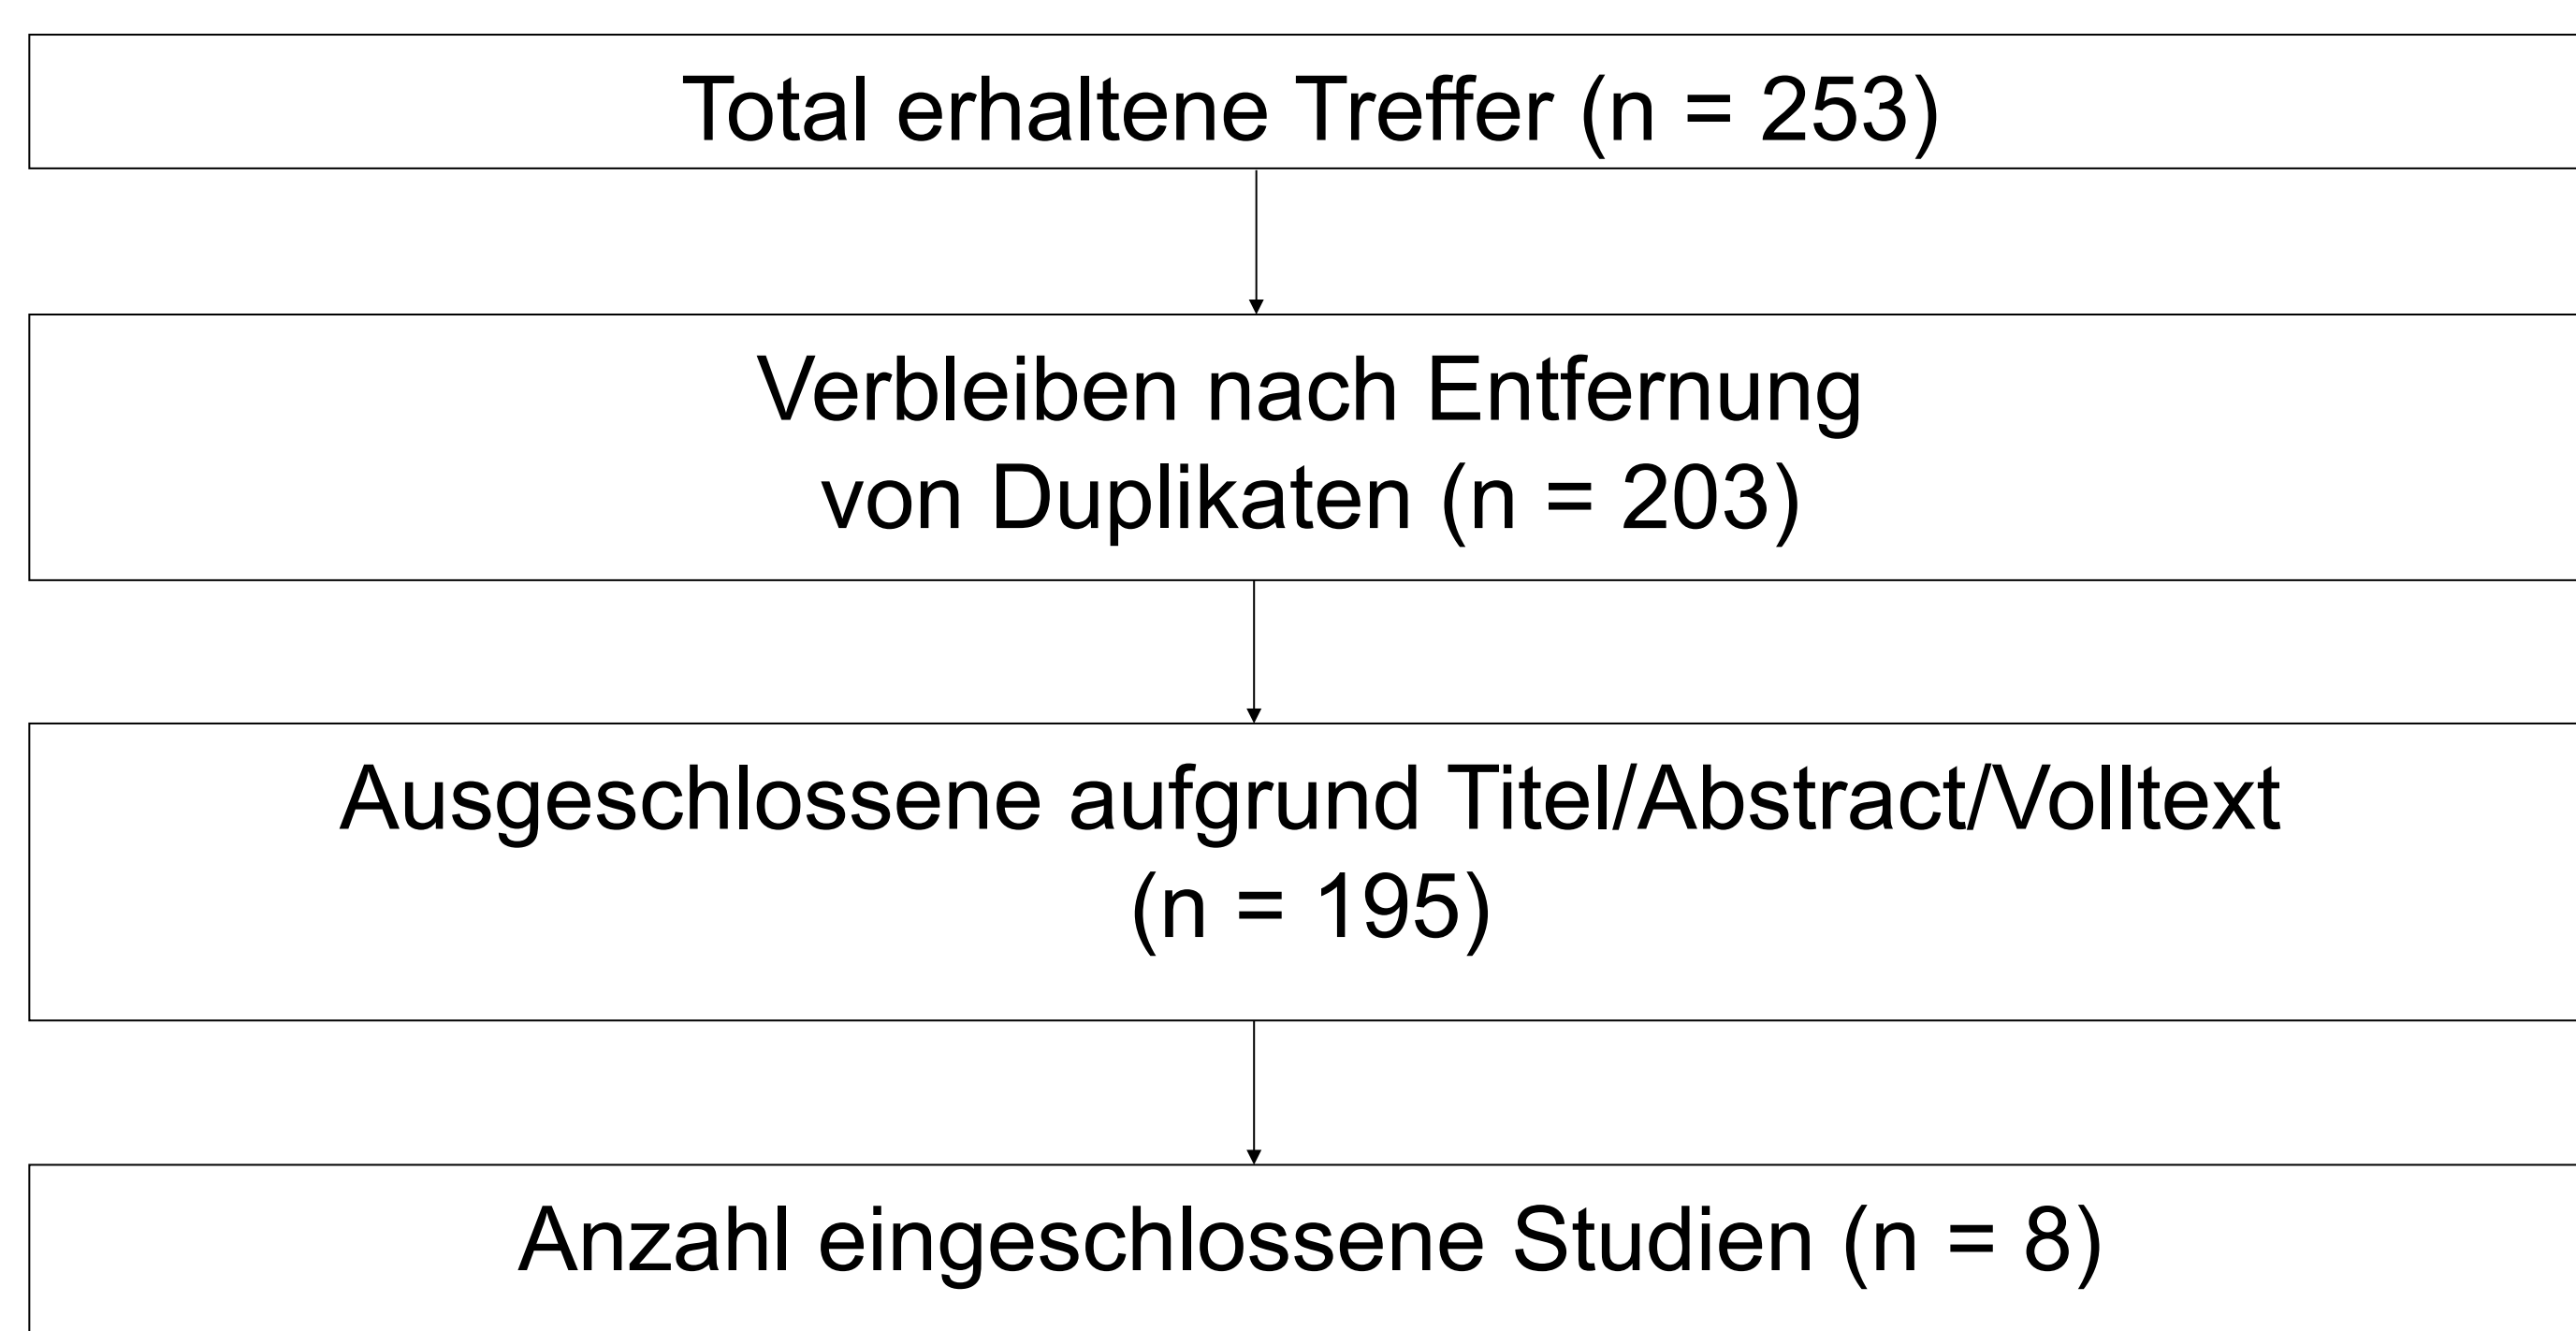 Total erhaltene Treffer (n = 253)
Verbleiben nach Entfernung
von Duplikaten (n = 203)
Ausgeschlossene aufgrund Titel/Abstract/Volltext
(n = 195)
Anzahl eingeschlossene Studien (n = 8)